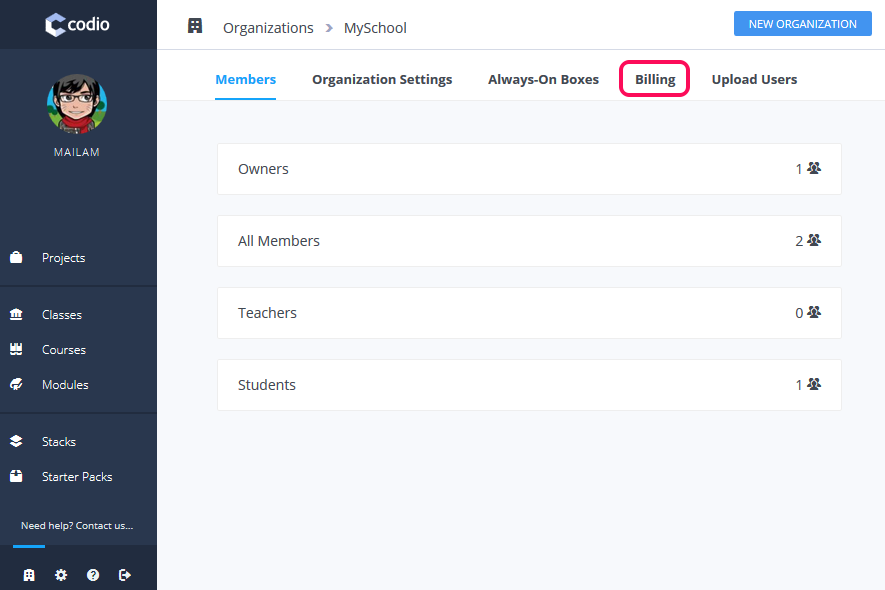 codio
Organizations > MySchool
NEW ORGANIZATION
Members Organization Settings Always-On Boxes Billing Upload Users
MAILAM
Projects
Classes
Courses
Modules
Stacks
Starter Packs
Need help? Contact us...
Owners 1
All Members 2
Teachers 0
Students 1